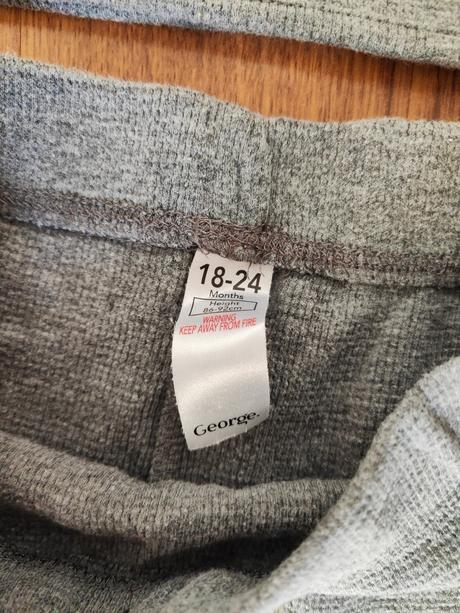 18-24
Months
Height
86-92cm
WARNING
KEEP AWAY FROM FIRE
George.